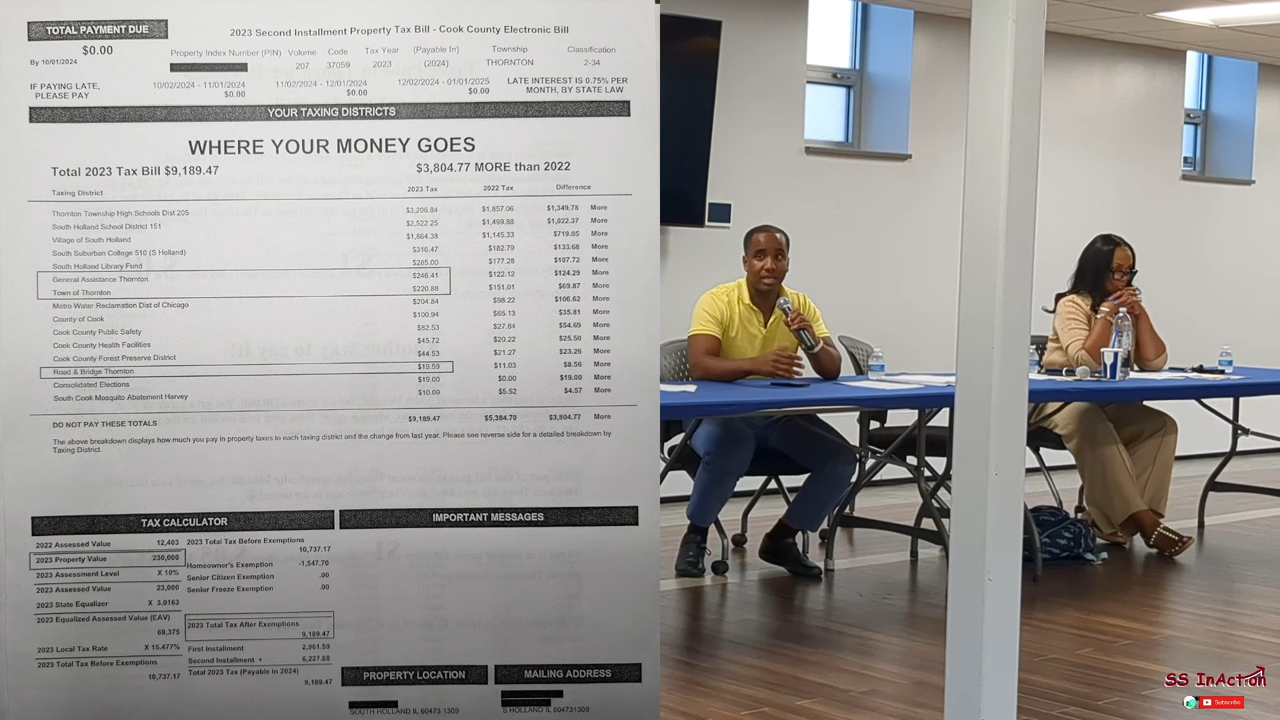 TOTAL PAYMENT DUE
$0.00
By 10/01/2024
2023 Second Installment Property Tax Bill - Cook County Electronic Bill
Property Index Number (PIN) Volume Code Tax Year (Payable In) Township Classification
207 37059 2023 (2024) THORNTON 2-34
IF PAYING LATE, PLEASE PAY
10/02/2024 - 11/01/2024 $0.00
11/02/2024 - 12/01/2024 $0.00
12/02/2024 - 01/01/2025 $0.00
LATE INTEREST IS 0.75% PER MONTH, BY STATE LAW
YOUR TAXING DISTRICTS
WHERE YOUR MONEY GOES
Total 2023 Tax Bill $9,189.47 $3,804.77 MORE than 2022
Taxing District 2023 Tax 2022 Tax Difference
Thornton Township High Schools Dist 205 $3,206.84 $1,857.06 $1,349.78 More
South Holland School District 151 $2,522.25 $1,499.88 $1,022.37 More
Village of South Holland $1,864.38 $1,145.33 $719.05 More
South Suburban College 510 (S Holland) $316.47 $182.79 $133.68 More
South Holland Library Fund $285.00 $177.28 $107.72 More
General Assistance Thornton $246.41 $122.12 $124.29 More
Town of Thornton $220.88 $151.01 $69.87 More
Metro Water Reclamation Dist of Chicago $204.84 $98.22 $106.62 More
County of Cook $100.94 $65.13 $35.81 More
Cook County Public Safety $82.53 $27.84 $54.69 More
Cook County Health Facilities $45.72 $20.22 $25.50 More
Cook County Forest Preserve District $44.53 $21.27 $23.26 More
Road & Bridge Thornton $19.59 $11.03 $8.56 More
Consolidated Elections $19.00 $0.00 $19.00 More
South Cook Mosquito Abatement Harvey $10.09 $5.52 $4.57 More
DO NOT PAY THESE TOTALS $9,189.47 $5,384.70 $3,804.77 More
The above breakdown displays how much you pay in property taxes to each taxing district and the change from last year. Please see reverse side for a detailed breakdown by
Taxing District.
TAX CALCULATOR
2022 Assessed Value 12,403
2023 Property Value 230,000
2023 Assessment Level X 10%
2023 Assessed Value 23,000
2023 State Equalizer X 3.0163
2023 Equalized Assessed Value (EAV)
69,375
2023 Local Tax Rate X 15.477%
2023 Total Tax Before Exemptions
10,737.17
2023 Total Tax Before Exemptions
10,737.17
Homeowner's Exemption -1,547.70
Senior Citizen Exemption .00
Senior Freeze Exemption .00
2023 Total Tax After Exemptions
9,189.47
First Installment 2,961.59
Second Installment + 6,227.88
Total 2023 Tax (Payable in 2024)
9,189.47
IMPORTANT MESSAGES
PROPERTY LOCATION
SOUTH HOLLAND IL 60473 1309
MAILING ADDRESS
S HOLLAND IL 604731309
SS InAction
Subscribe